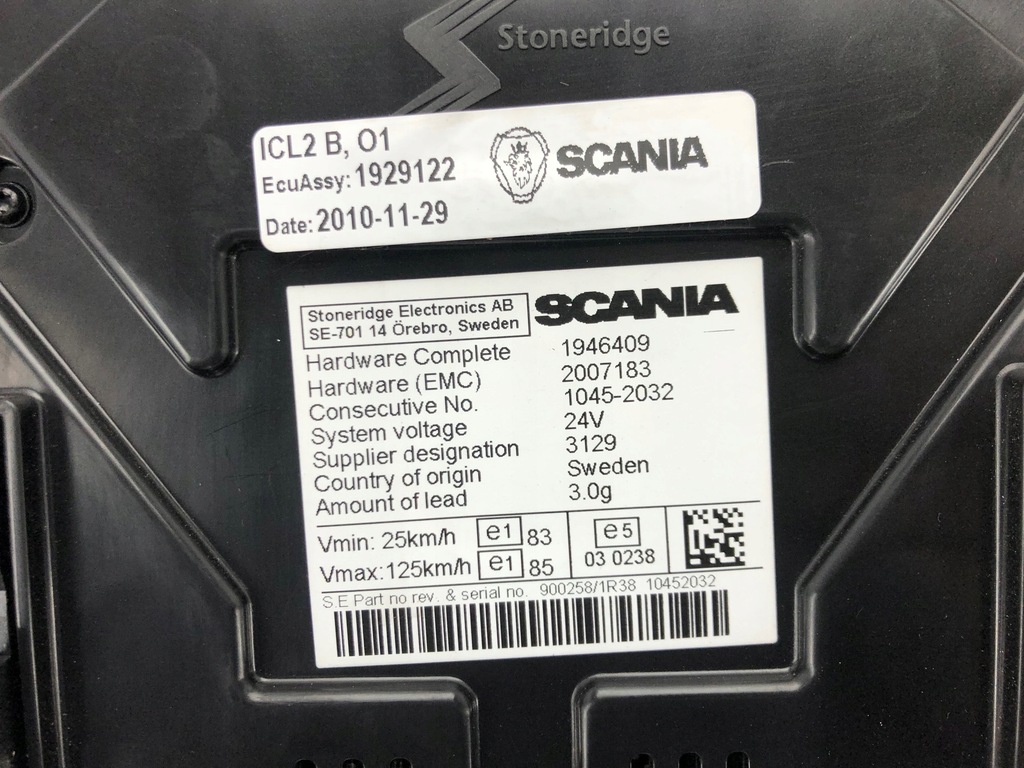 Stoneridge
ICL2 B, O1
EcuAssy: 1929122
Date: 2010-11-29
SCANIA
Stoneridge Electronics AB
SE-701 14 Örebro, Sweden
SCANIA
Hardware Complete 1946409
Hardware (EMC) 2007183
Consecutive No. 1045-2032
System voltage 24V
Supplier designation 3129
Country of origin Sweden
Amount of lead 3.0g
Vmin: 25km/h e1 83
Vmax: 125km/h e1 85
e5
03 0238
S.E Part no rev. & serial no. 900258/1R38 10452032